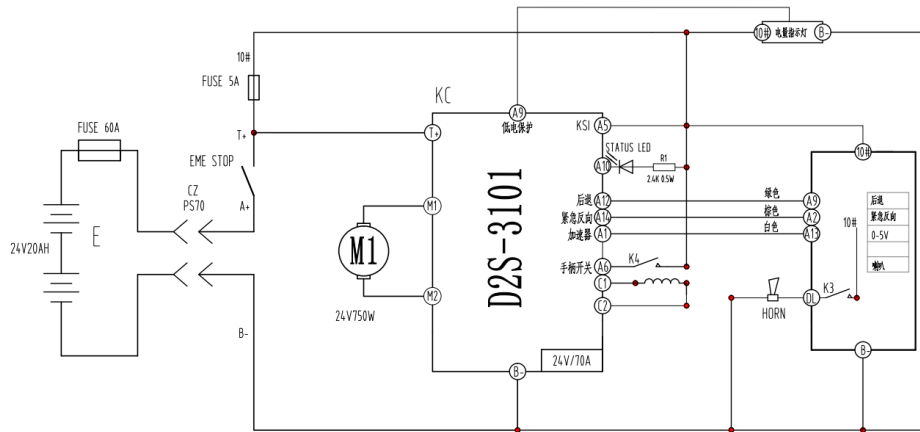 10#
FUSE 5A
FUSE 60A
T+
EME STOP
A+
CZ
PS70
E
24V20AH
B-
KC
T+
M1
M1
M2
24V750W
A9
低电保护
D2S-3101
24V/70A
B-
KSI
A5
STATUS LED
A10
R1
2.4K 0.5W
后退
A12
紧急反向
A14
加速器
A1
手柄开关
A6
K4
C1
C2
10#
电量指示灯
B-
10#
绿色
A9
棕色
A2
白色
A13
10#
后退
紧急反向
0-5V
喇叭
HORN
DL
K3
B-